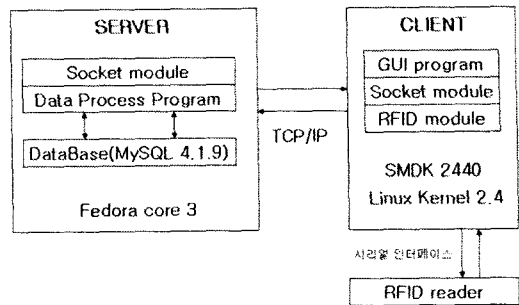 SERVER
Socket module
Data Process Program
DataBase(MySQL 4.1.9)
Fedora core 3
TCP/IP
CLIENT
GUI program
Socket module
RFID module
SMDK 2440
Linux Kernel 2.4
시리얼 인터페이스
RFID reader